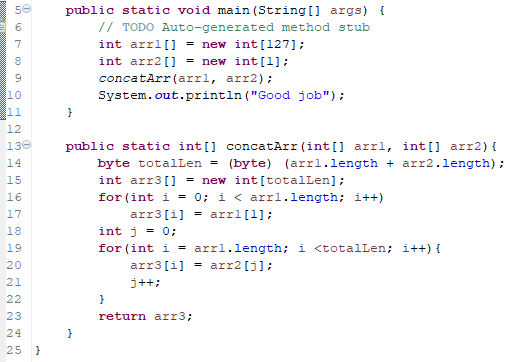 5 public static void main(String[] args) {
6 // TODO Auto-generated method stub
7 int arr1[] = new int[127];
8 int arr2[] = new int[1];
9 concatArr(arr1, arr2);
10 System.out.println("Good job");
11 }
12
13 public static int[] concatArr(int[] arr1, int[] arr2){
14 byte totalLen = (byte) (arr1.length + arr2.length);
15 int arr3[] = new int[totalLen];
16 for(int i = 0; i < arr1.length; i++)
17 arr3[i] = arr1[1];
18 int j = 0;
19 for(int i = arr1.length; i <totalLen; i++){
20 arr3[i] = arr2[j];
21 j++;
22 }
23 return arr3;
24 }
25 }